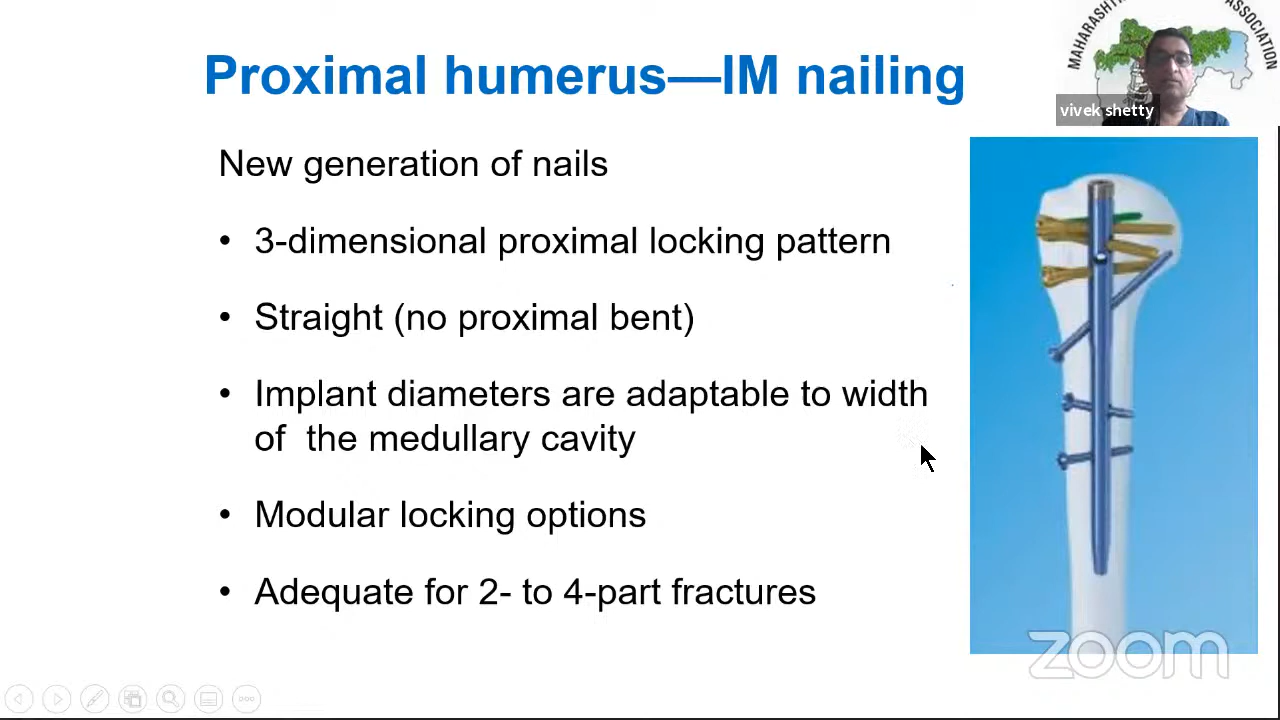 Proximal humerus—IM nailing
MAHARASHT
ASSOCIATION
vivek shetty
New generation of nails
• 3-dimensional proximal locking pattern
• Straight (no proximal bent)
• Implant diameters are adaptable to width
of the medullary cavity
• Modular locking options
• Adequate for 2- to 4-part fractures
zoom